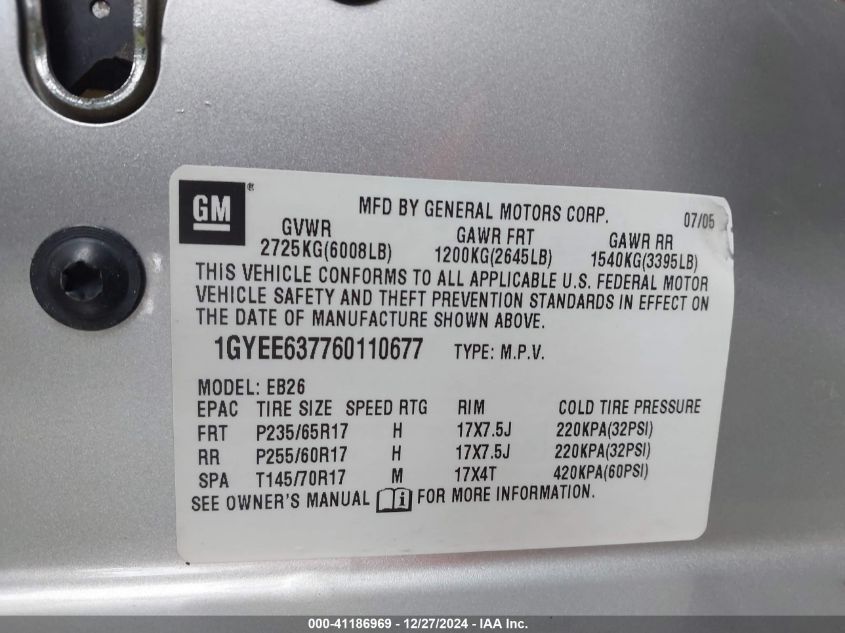 GM®
MFD BY GENERAL MOTORS CORP. 07/05
GVWR GAWR FRT GAWR RR
2725KG(6008LB) 1200KG(2645LB) 1540KG(3395LB)
THIS VEHICLE CONFORMS TO ALL APPLICABLE U.S. FEDERAL MOTOR
VEHICLE SAFETY AND THEFT PREVENTION STANDARDS IN EFFECT ON
THE DATE OF MANUFACTURE SHOWN ABOVE.
1GYEE637760110677 TYPE: M.P.V.
MODEL: EB26
EPAC TIRE SIZE SPEED RTG RIM COLD TIRE PRESSURE
FRT P235/65R17 H 17X7.5J 220KPA(32PSI)
RR P255/60R17 H 17X7.5J 220KPA(32PSI)
SPA T145/70R17 M 17X4T 420KPA(60PSI)
SEE OWNER'S MANUAL i FOR MORE INFORMATION.
000-41186969 - 12/27/2024 - IAA Inc.